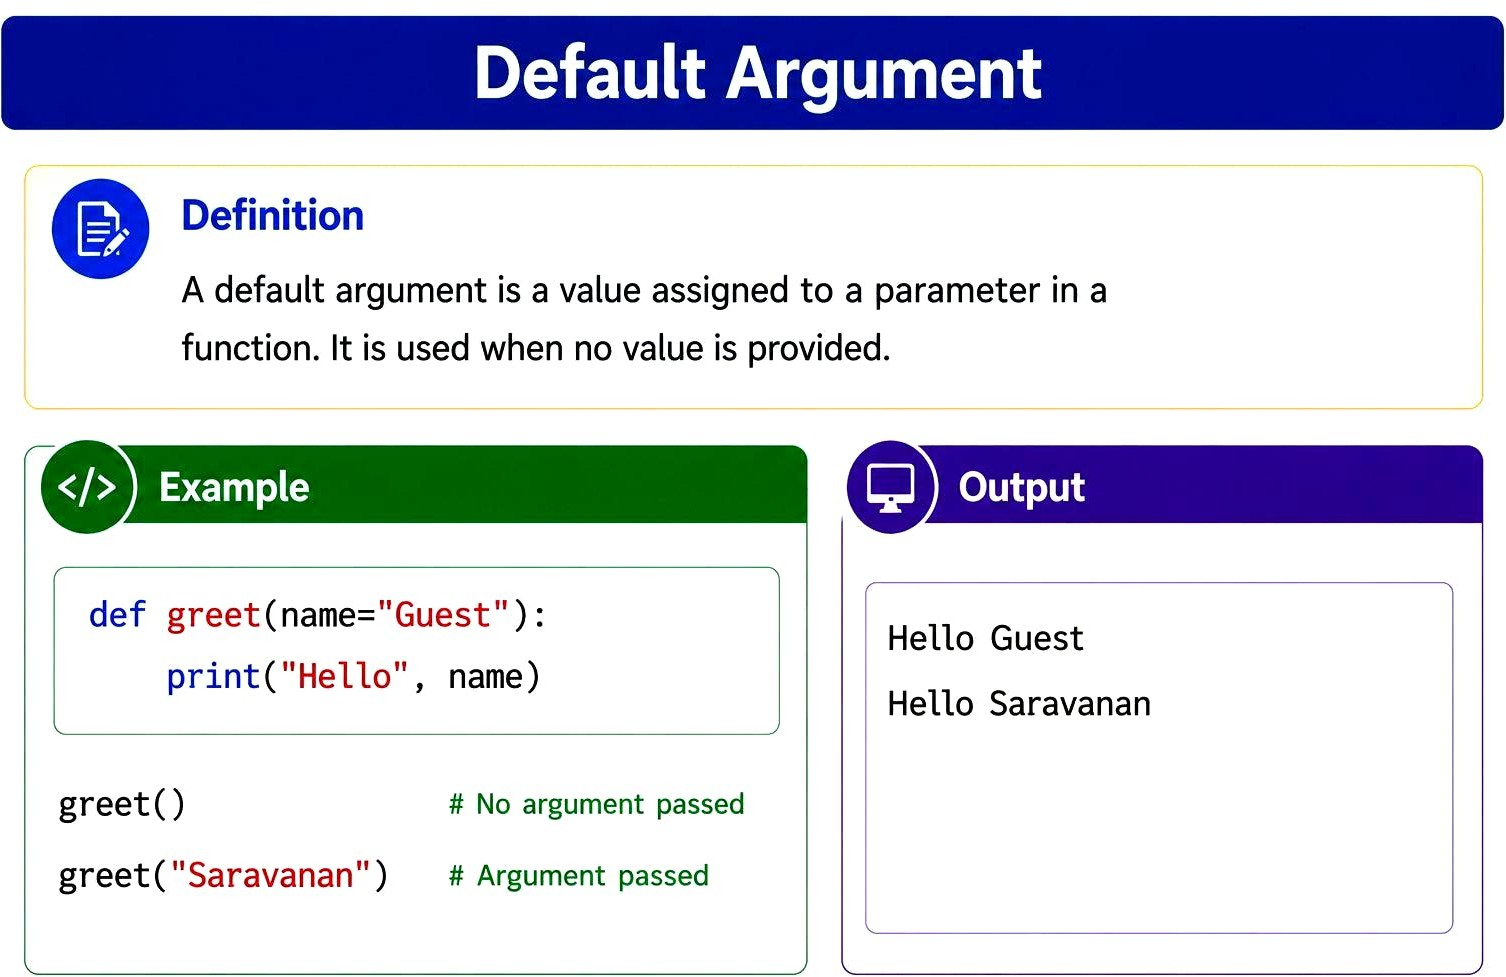 Default Argument
Definition
A default argument is a value assigned to a parameter in a
function. It is used when no value is provided.
</> Example
def greet(name="Guest"):
    print("Hello", name)
greet() # No argument passed
greet("Saravanan") # Argument passed
Output
Hello Guest
Hello Saravanan